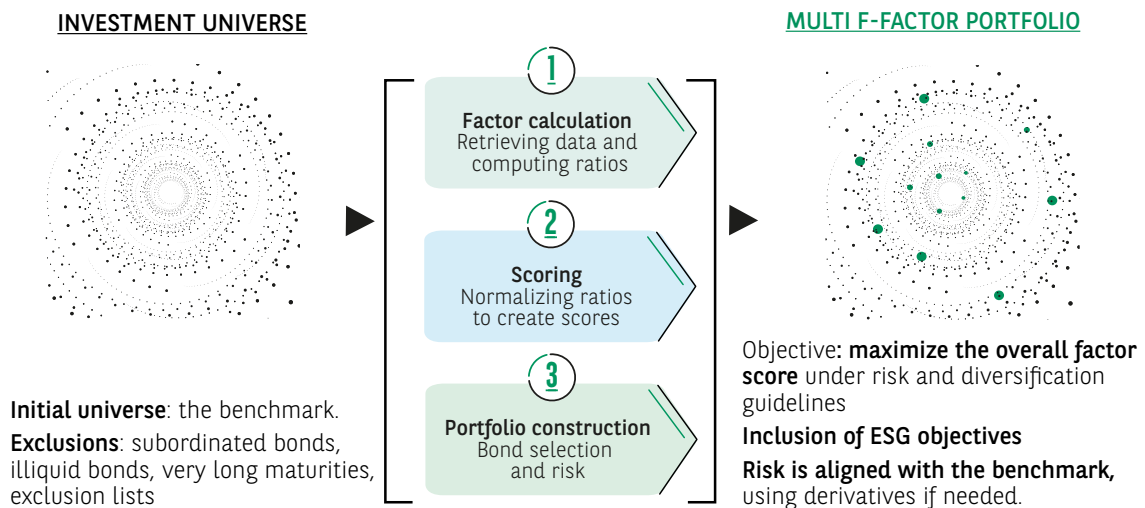 INVESTMENT UNIVERSE
Initial universe: the benchmark.
Exclusions: subordinated bonds,
illiquid bonds, very long maturities,
exclusion lists
1
Factor calculation
Retrieving data and
computing ratios
2
Scoring
Normalizing ratios
to create scores
3
Portfolio construction
Bond selection
and risk
MULTI F-FACTOR PORTFOLIO
Objective: maximize the overall factor
score under risk and diversification
guidelines
Inclusion of ESG objectives
Risk is aligned with the benchmark,
using derivatives if needed.